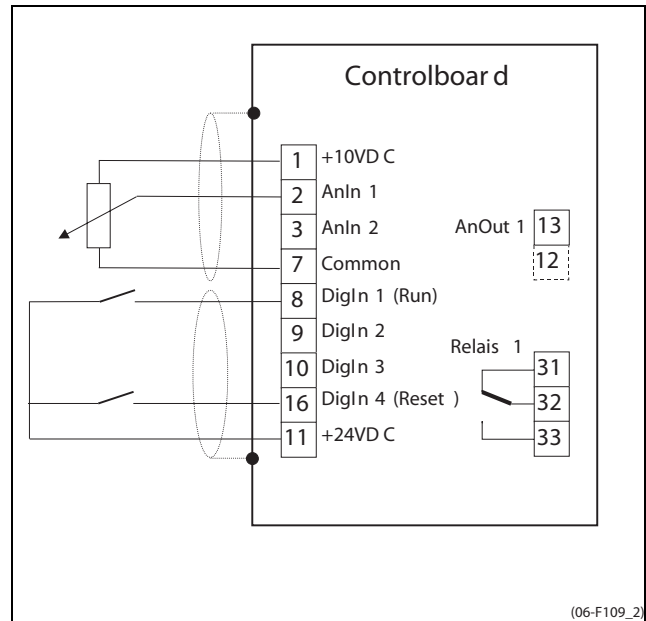 Controlboar d
1 +10VD C
2 AnIn 1
3 AnIn 2
AnOut 1 13
7 Common
12
8 DigIn 1 (Run)
9 DigIn 2
Relais 1
10 DigIn 3
31
16 DigIn 4 (Reset )
32
11 +24VD C
33
(06-F109_2)